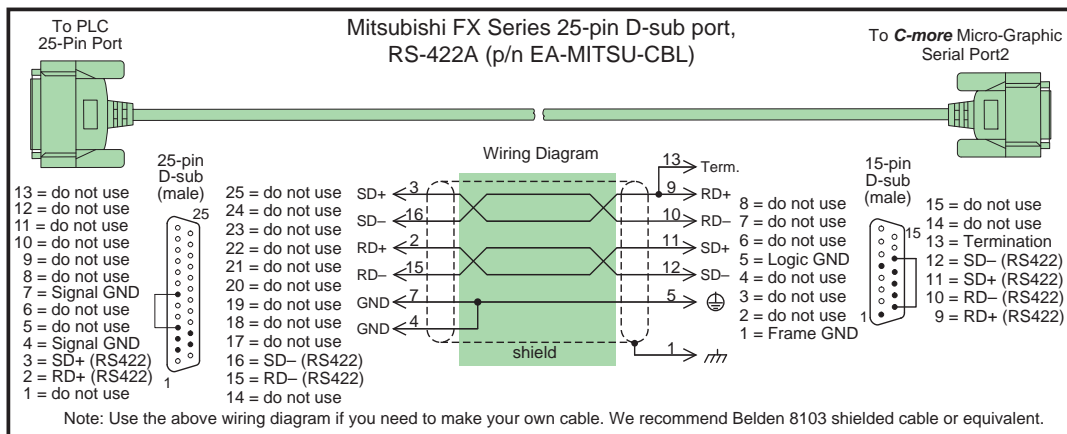 To PLC
25-Pin Port
Mitsubishi FX Series 25-pin D-sub port,
RS-422A (p/n EA-MITSU-CBL)
To C-more Micro-Graphic
Serial Port2
25-pin
D-sub
(male)
13 = do not use
12 = do not use
11 = do not use
10 = do not use
9 = do not use
8 = do not use
7 = Signal GND
6 = do not use
5 = do not use
4 = Signal GND
3 = SD+ (RS422)
2 = RD+ (RS422)
1 = do not use
25
1
25 = do not use
24 = do not use
23 = do not use
22 = do not use
21 = do not use
20 = do not use
19 = do not use
18 = do not use
17 = do not use
16 = SD– (RS422)
15 = RD– (RS422)
14 = do not use
Wiring Diagram
13 Term.
SD+ 3 9 RD+
SD– 16 10 RD–
RD+ 2 11 SD+
RD– 15 12 SD–
GND 7 5
GND 4
shield
1
8 = do not use
7 = do not use
6 = do not use
5 = Logic GND
4 = do not use
3 = do not use
2 = do not use
1 = Frame GND
15-pin
D-sub
(male)
15
1
15 = do not use
14 = do not use
13 = Termination
12 = SD– (RS422)
11 = SD+ (RS422)
10 = RD– (RS422)
9 = RD+ (RS422)
Note: Use the above wiring diagram if you need to make your own cable. We recommend Belden 8103 shielded cable or equivalent.